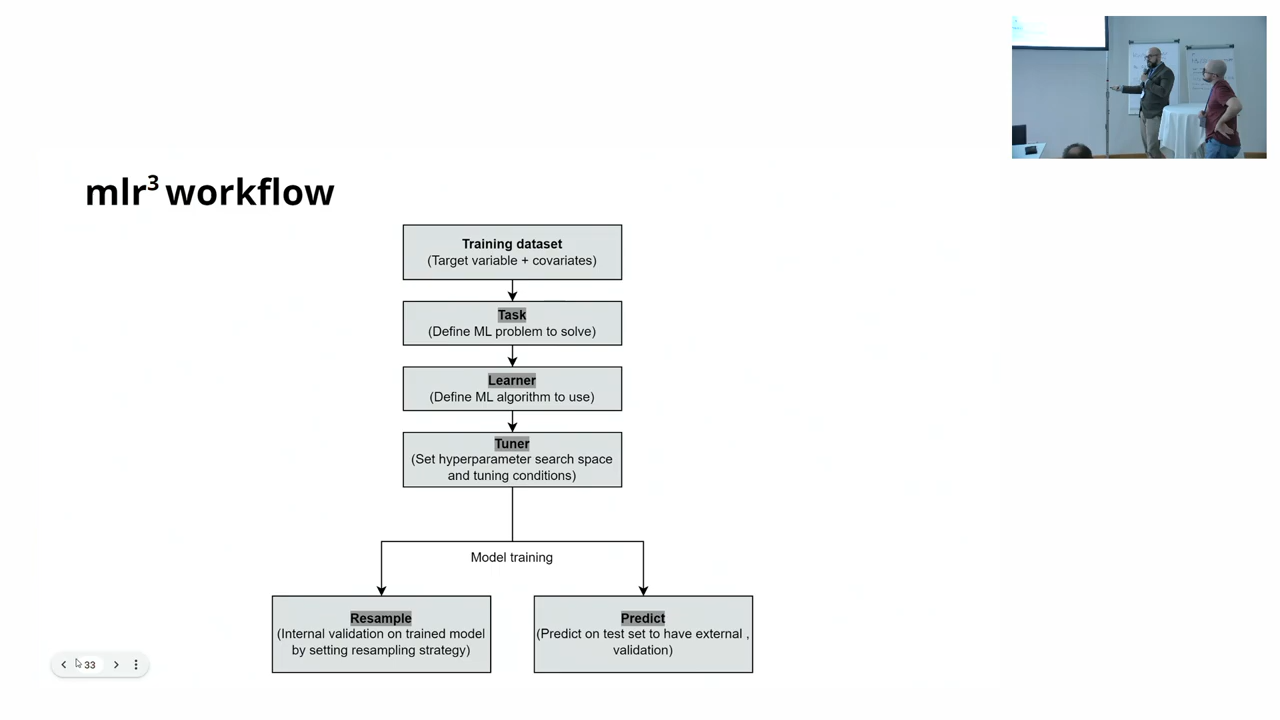 mlr³ workflow
Training dataset
(Target variable + covariates)
Task
(Define ML problem to solve)
Learner
(Define ML algorithm to use)
Tuner
(Set hyperparameter search space
and tuning conditions)
Model training
Resample
(Internal validation on trained model
by setting resampling strategy)
Predict
(Predict on test set to have external ,
validation)
33